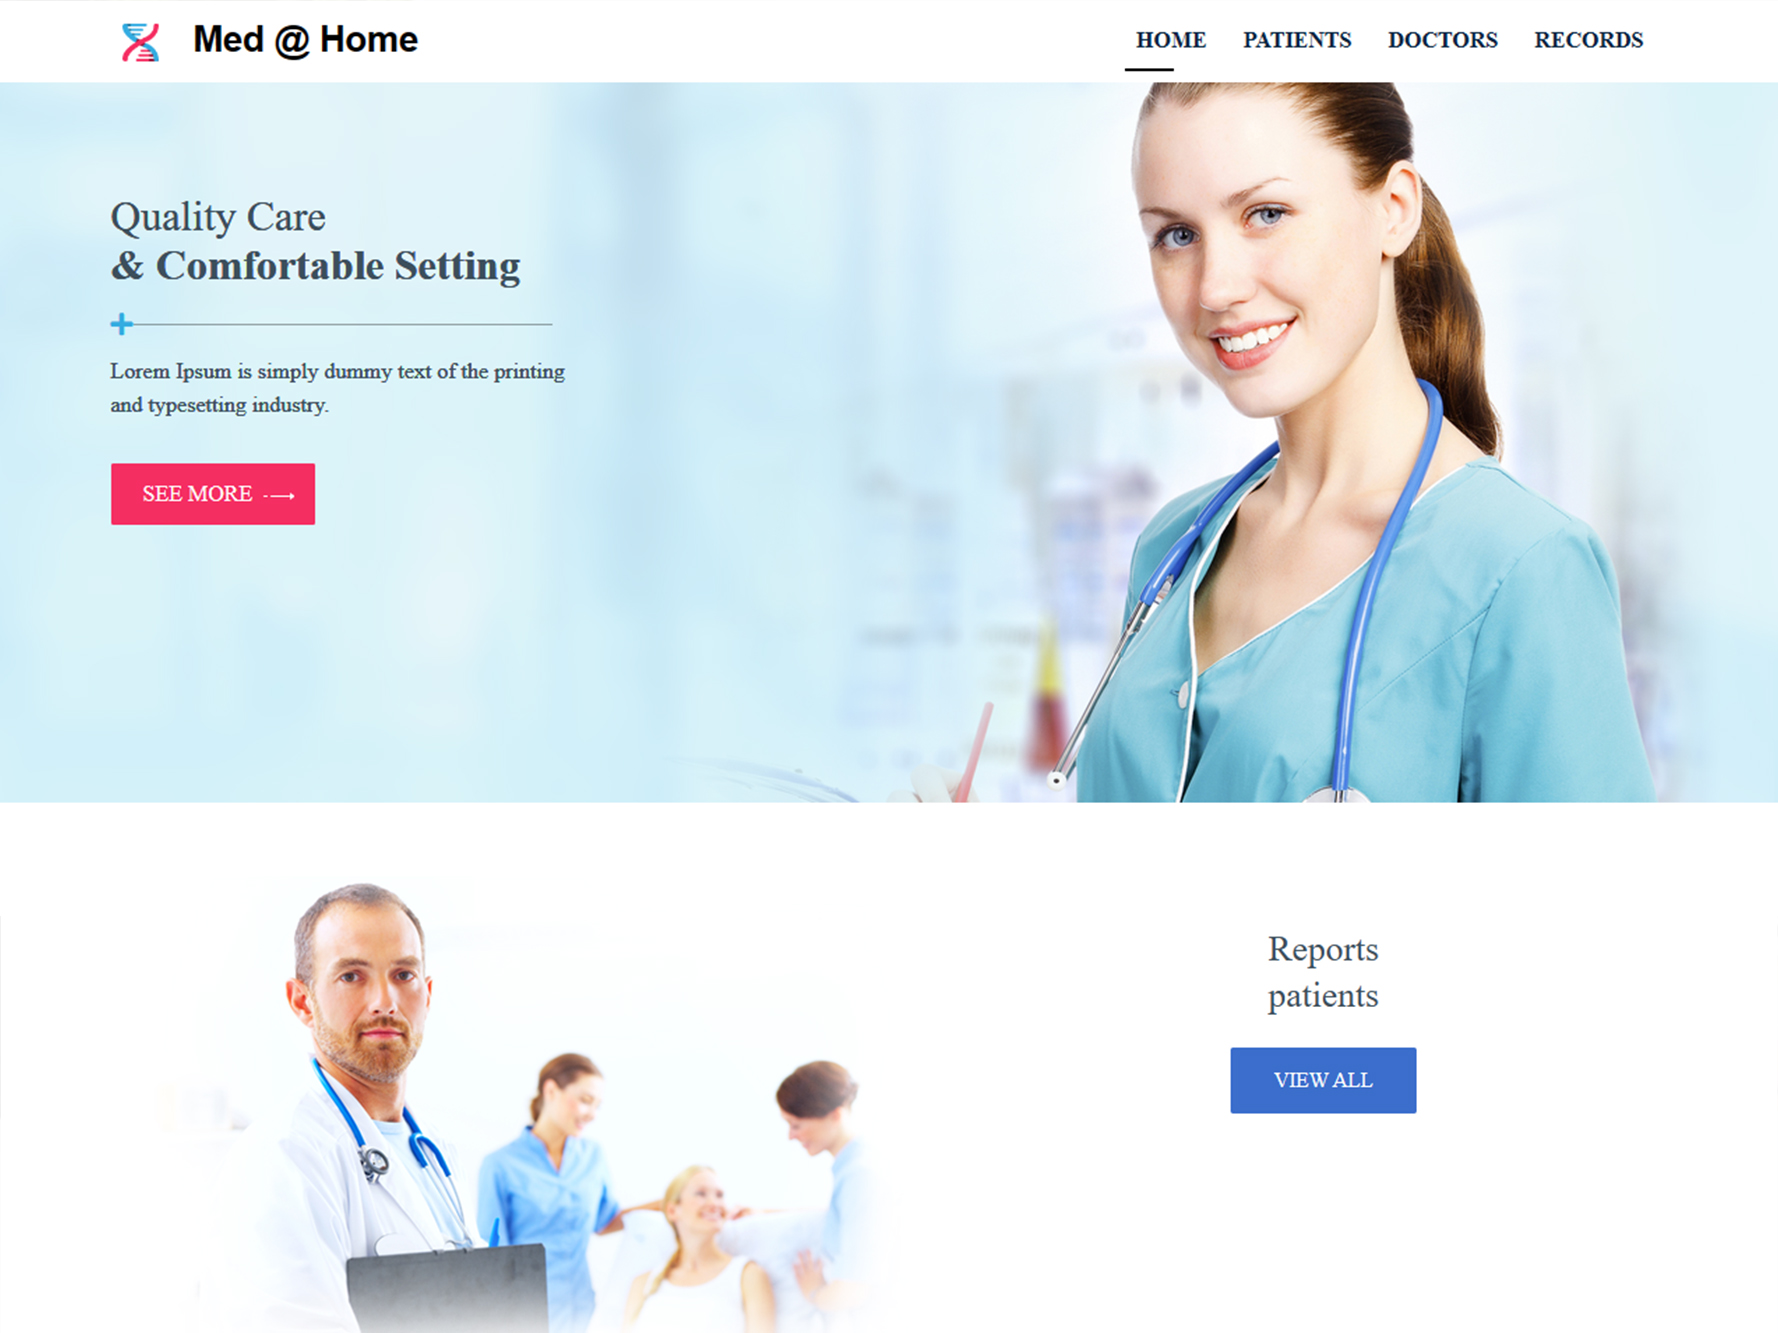 Med @ Home
HOME PATIENTS DOCTORS RECORDS
Quality Care
& Comfortable Setting
Lorem Ipsum is simply dummy text of the printing
and typesetting industry.
SEE MORE
Reports
patients
VIEW ALL